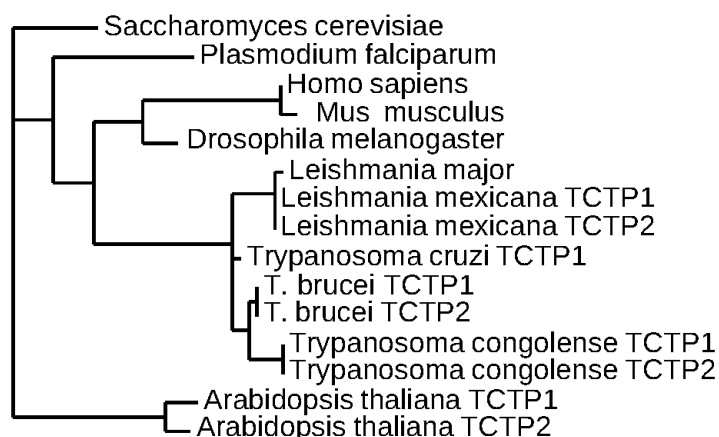 Saccharomyces cerevisiae
Plasmodium falciparum
Homo sapiens
Mus musculus
Drosophila melanogaster
Leishmania major
Leishmania mexicana TCTP1
Leishmania mexicana TCTP2
Trypanosoma cruzi TCTP1
T. brucei TCTP1
T. brucei TCTP2
Trypanosoma congolense TCTP1
Trypanosoma congolense TCTP2
Arabidopsis thaliana TCTP1
Arabidopsis thaliana TCTP2